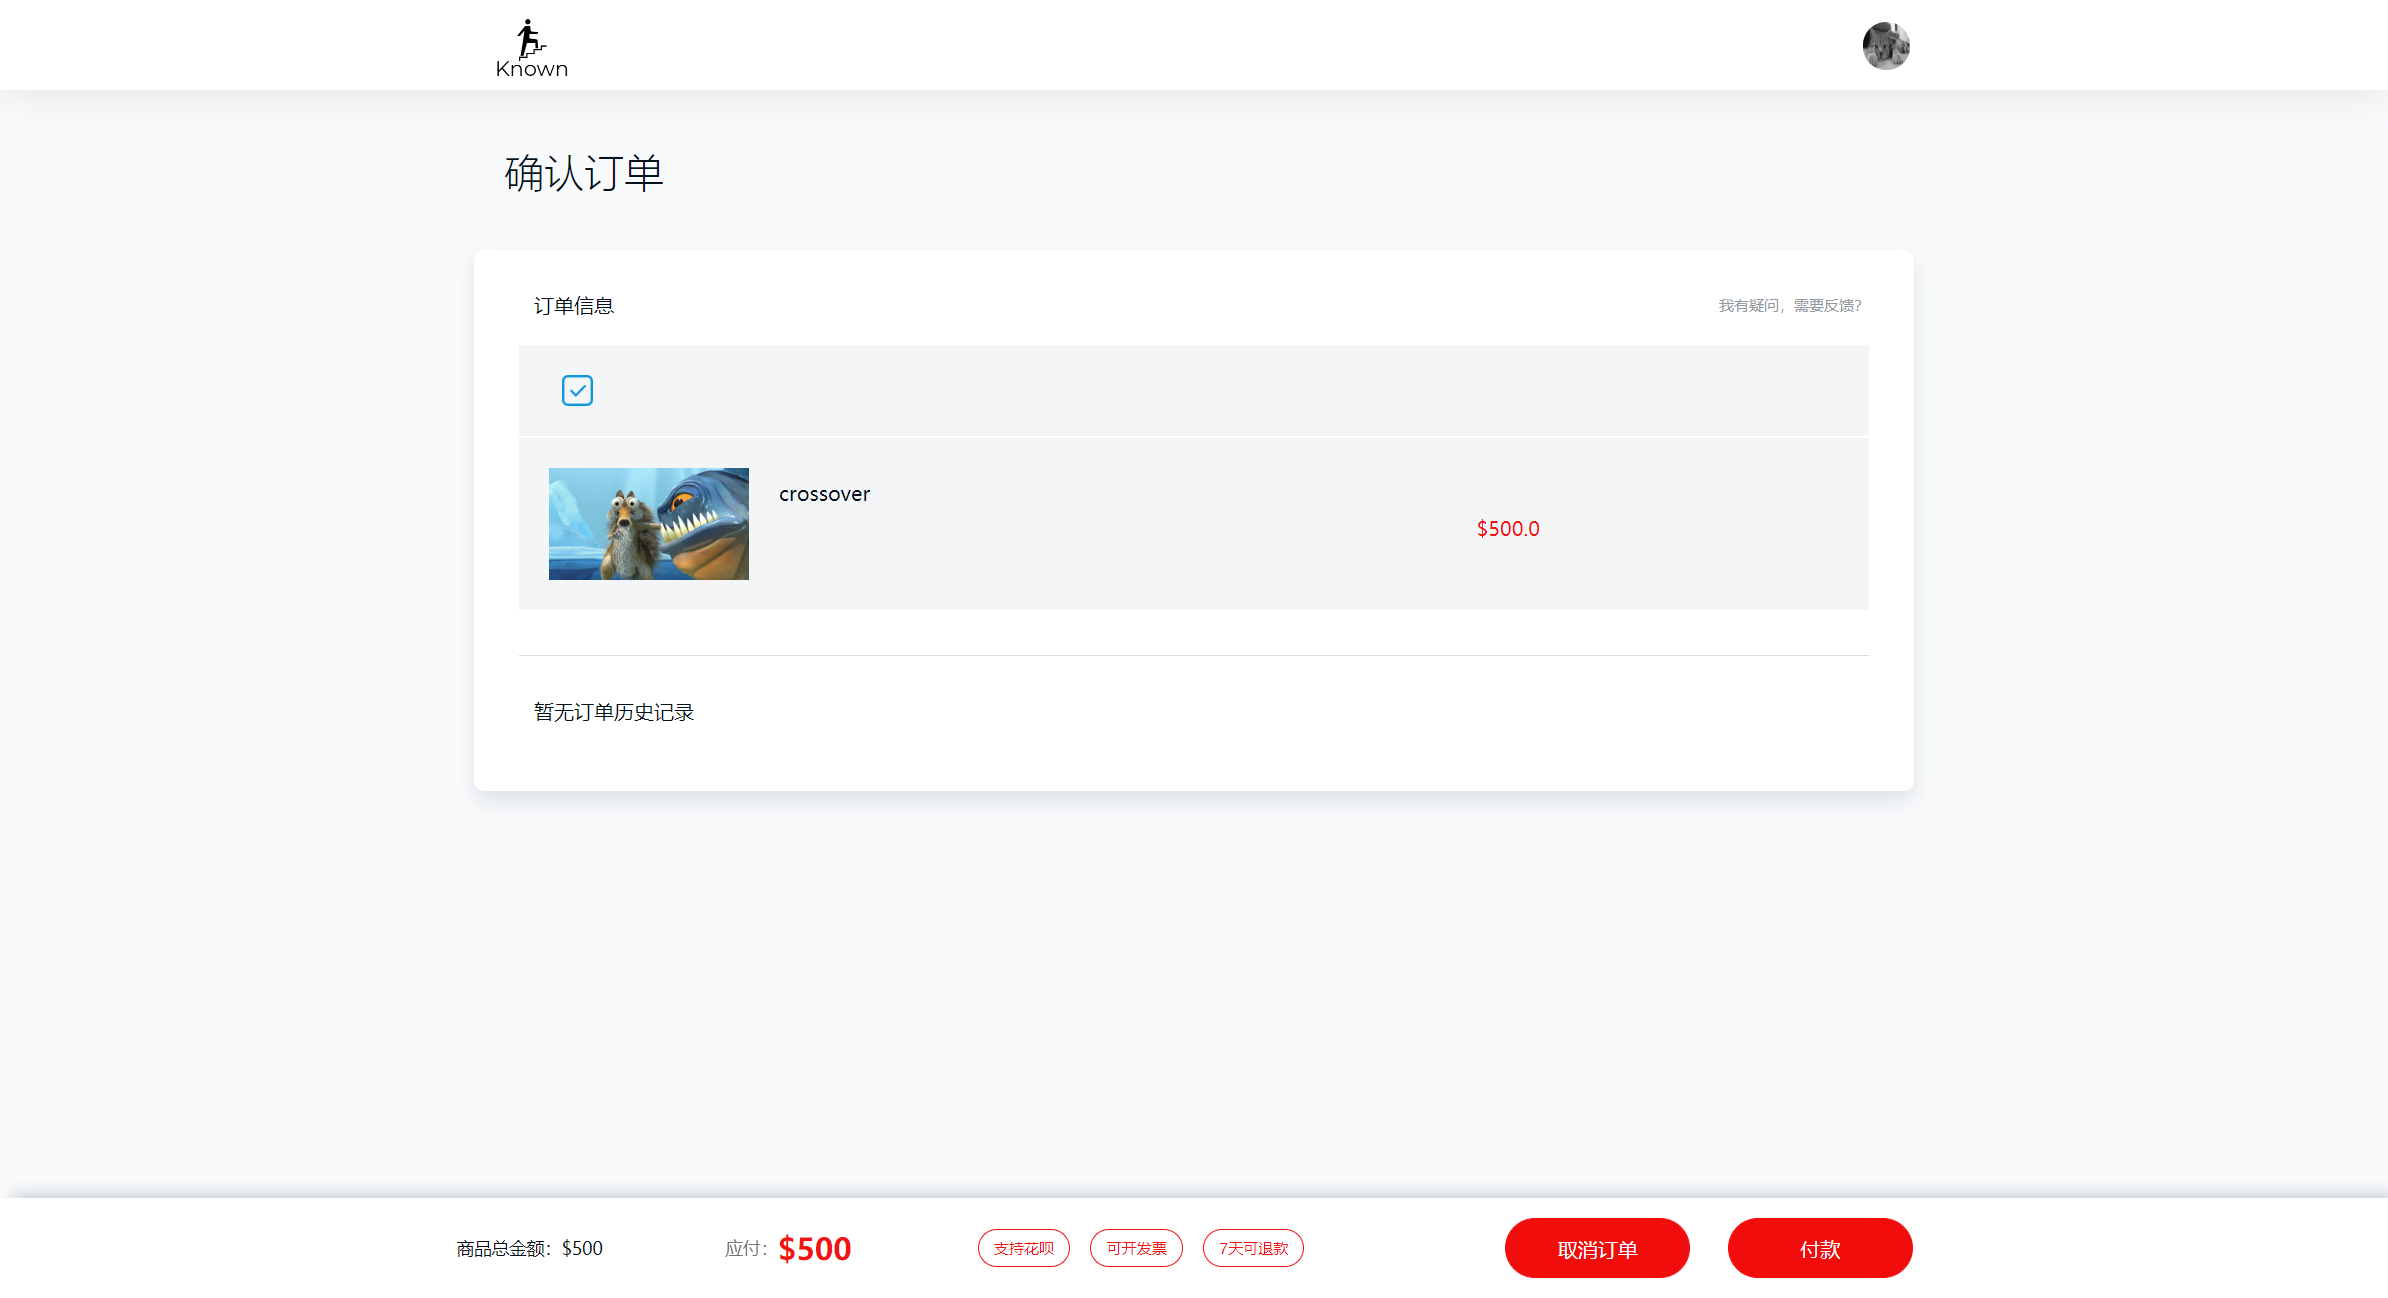 Known
确认订单
订单信息
我有疑问，需要反馈?
crossover
$500.0
暂无订单历史记录
商品总金额：$500
应付：$500
支持花呗
可开发票
7天可退款
取消订单
付款